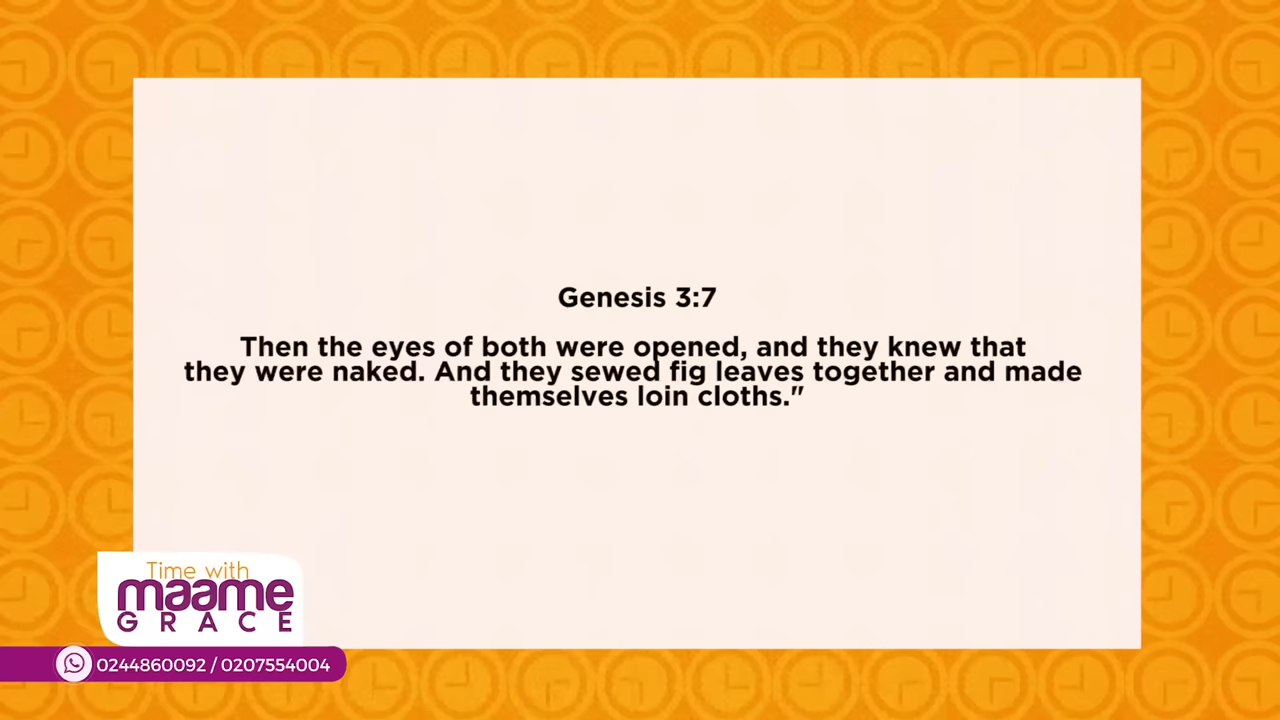 Genesis 3:7
Then the eyes of both were opened, and they knew that
they were naked. And they sewed fig leaves together and made
themselves loin cloths."
Time with
maame
GRACE
0244860092 / 0207554004